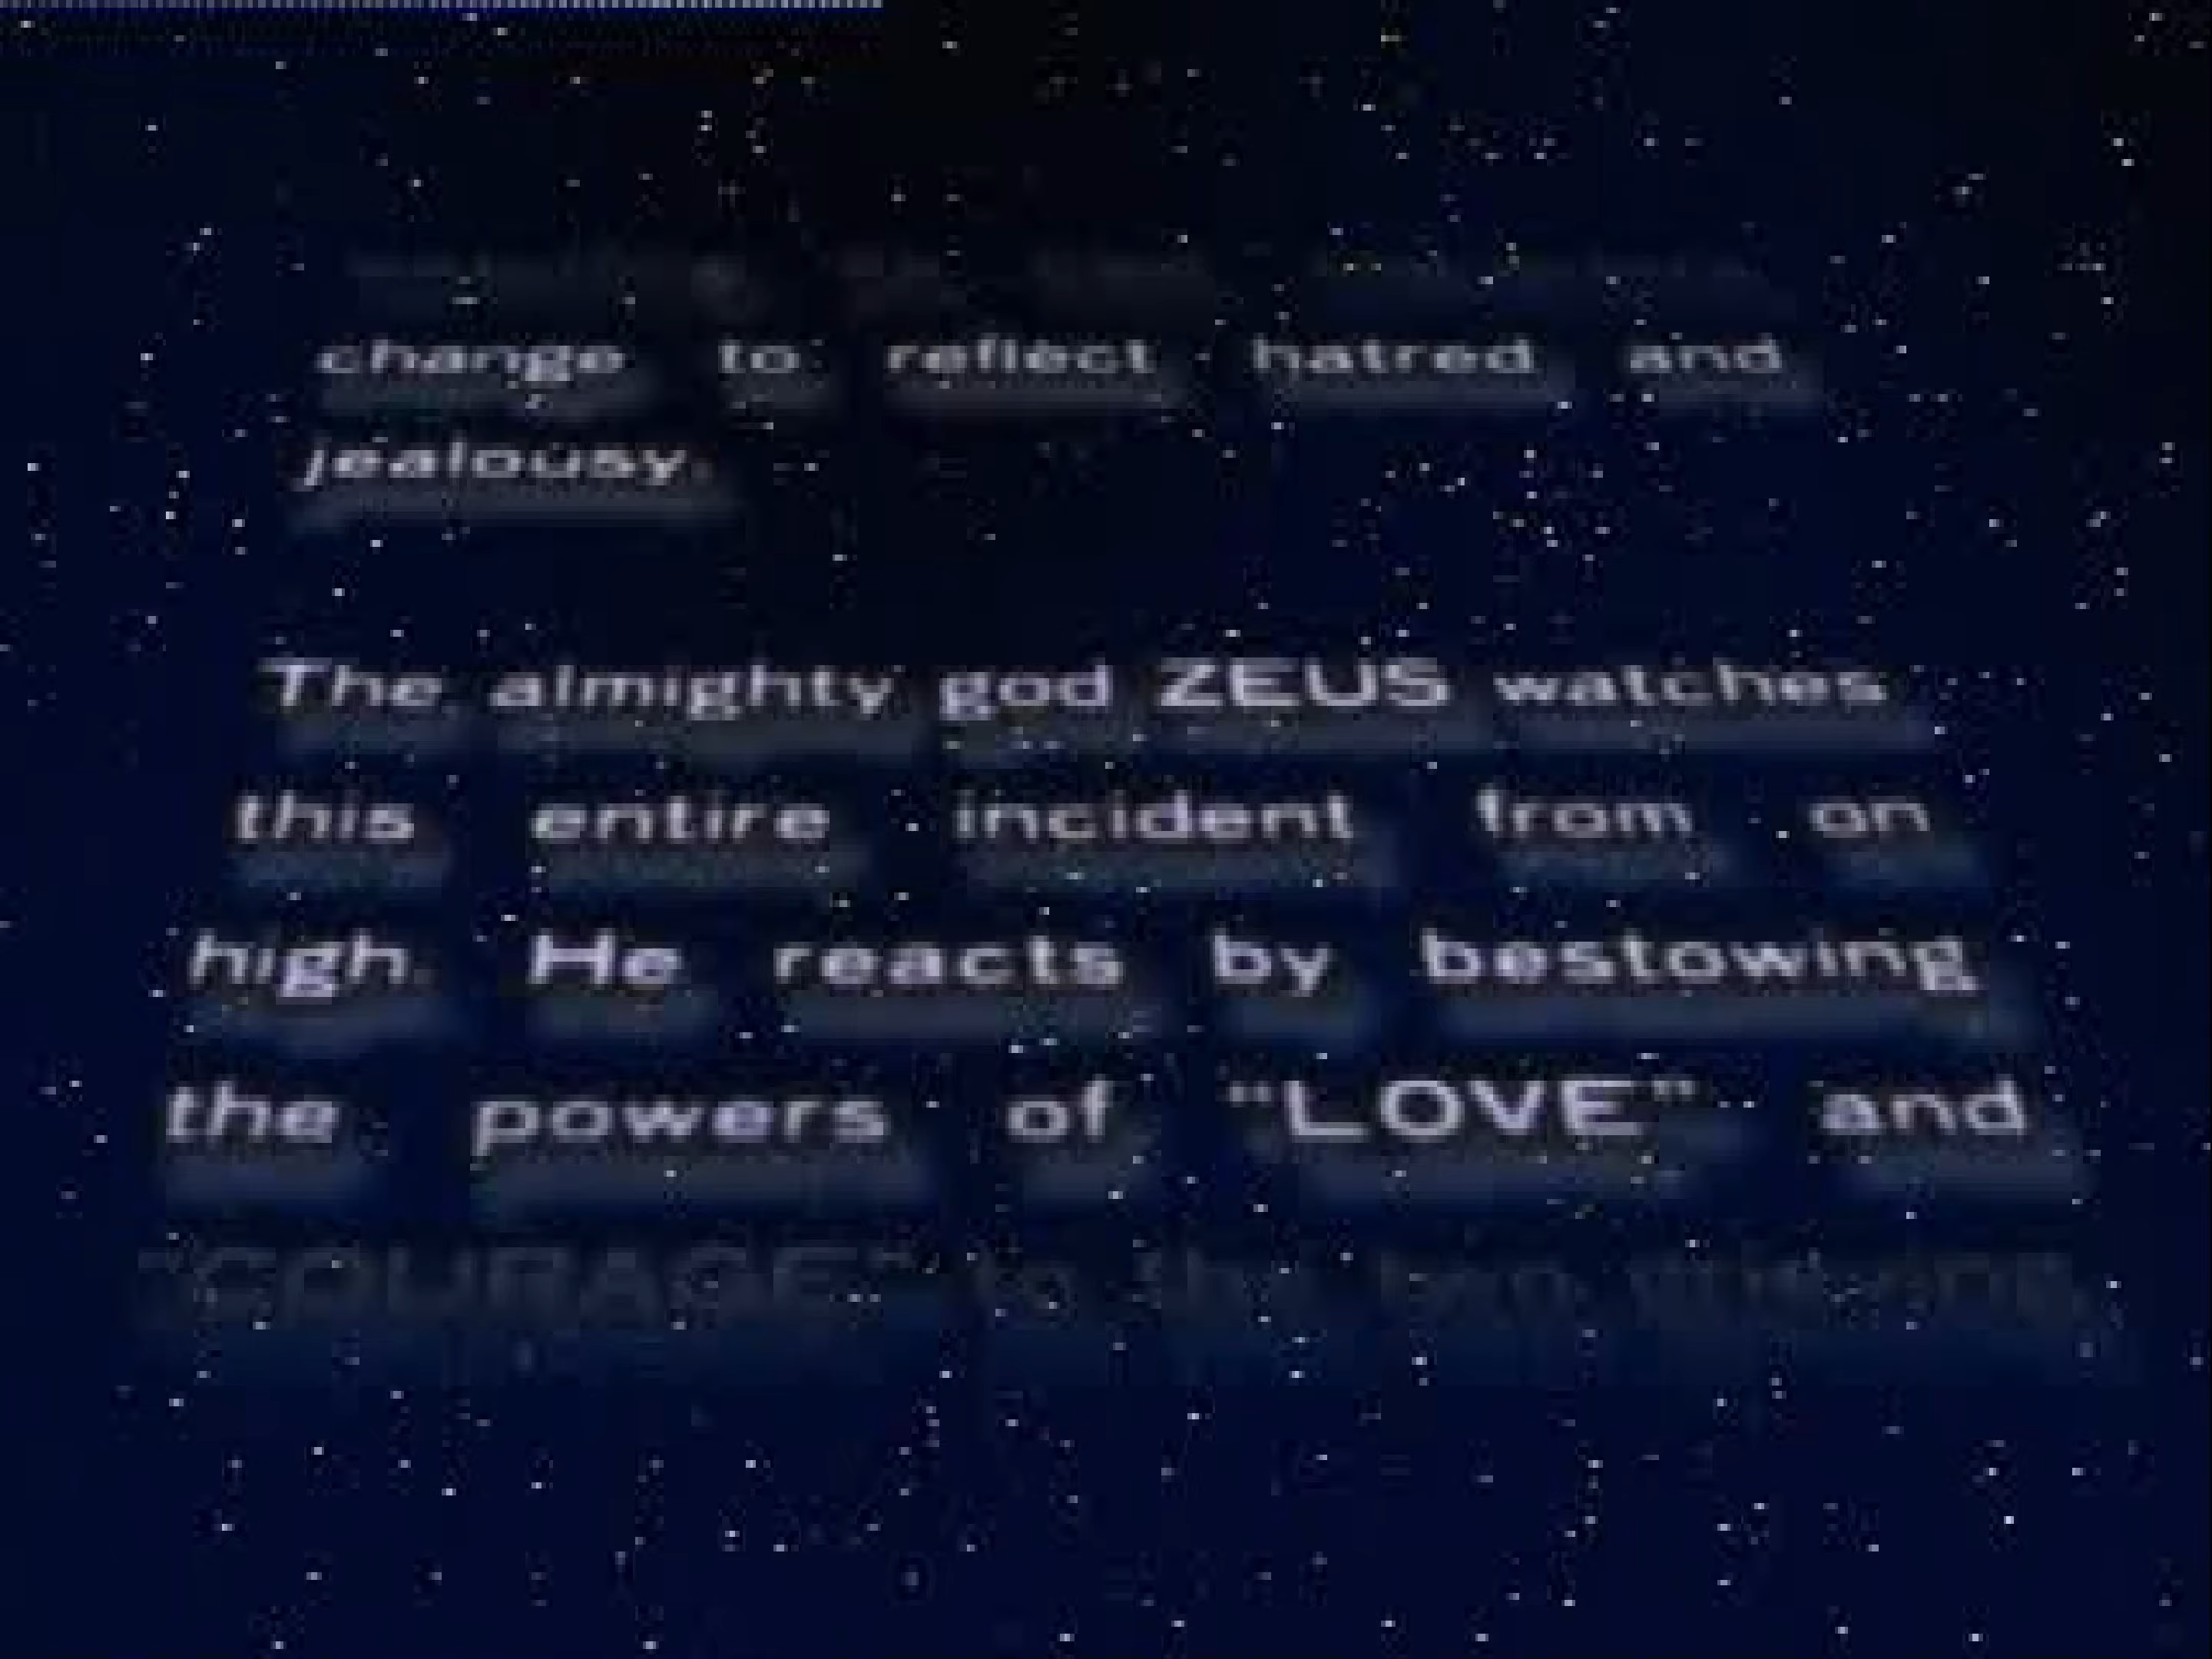 change to reflect hatred and
jealousy.
The almighty god ZEUS watches
this entire incident from on
high. He reacts by bestowing
the powers of “LOVE” and
“COURAGE” to the two